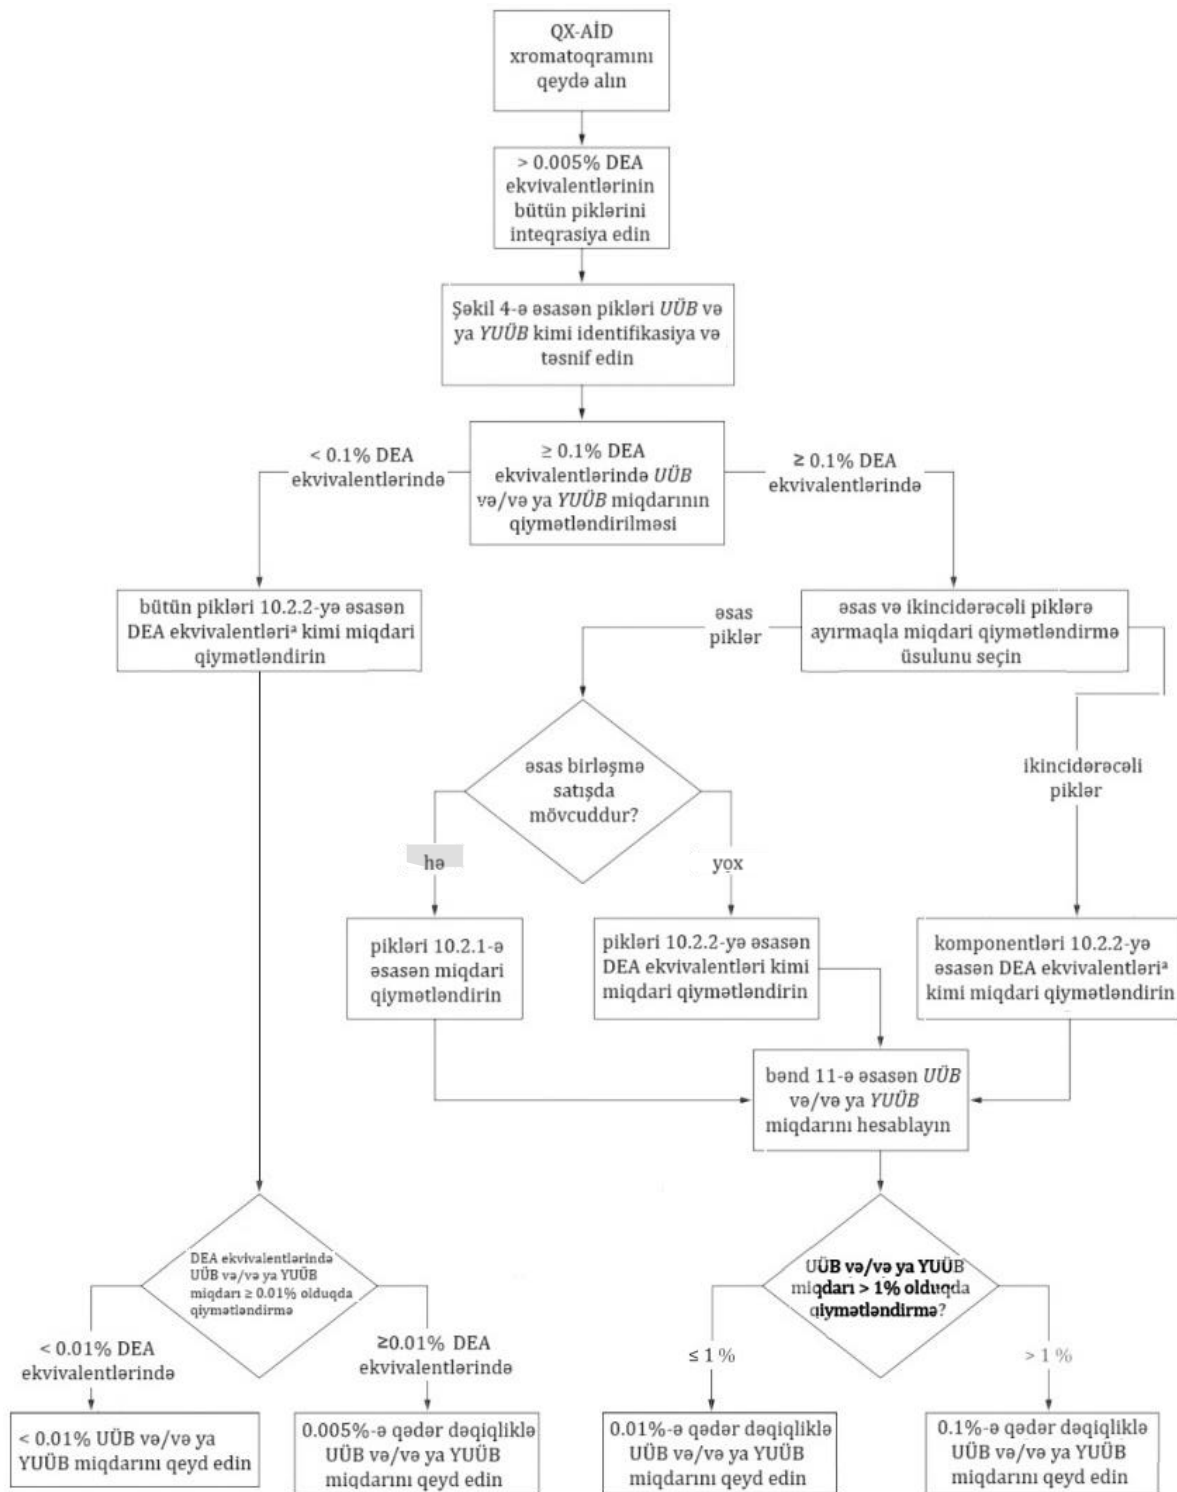 QX-AİD
xromatoqramını
qeydə alın
> 0.005% DEA
ekvivalentlərinin
bütün piklərini
inteqrasiya edin
Şəkil 4-ə əsasən pikləri UÜB və
ya YUÜB kimi identifikasiya və
təsnif edin
< 0.1% DEA
ekvivalentlərində
≥ 0.1% DEA
ekvivalentlərində UÜB
və/və ya YUÜB miqdarının
qiymətləndirilməsi
≥ 0.1% DEA
ekvivalentlərində
bütün pikləri 10.2.2-yə əsasən
DEA ekvivalentləriᵃ kimi miqdari
qiymətləndirin
əsas
piklər
əsas və ikincidərəcəli piklərə
ayırmaqla miqdari qiymətləndirmə
üsulunu seçin
əsas birləşmə
satışda
mövcuddur?
ikincidərəcəli
piklər
hə
yox
pikləri 10.2.1-ə
əsasən miqdari
qiymətləndirin
pikləri 10.2.2-yə əsasən
DEA ekvivalentləri kimi
miqdari qiymətləndirin
komponentləri 10.2.2-yə
əsasən DEA ekvivalentləriᵃ
kimi miqdari qiymətləndirin
bənd 11-ə əsasən UÜB
və/və ya YUÜB
miqdarını hesablayın
DEA ekvivalentlərində
UÜB və/və ya YUÜB
miqdarı ≥ 0.01% olduqda
qiymətləndirmə
UÜB və/və ya YUÜB
miqdarı > 1% olduqda
qiymətləndirmə?
< 0.01% DEA
ekvivalentlərində
≥0.01% DEA
ekvivalentlərində
≤ 1 %
> 1 %
< 0.01% UÜB və/və ya
YUÜB miqdarını qeyd edin
0.005%-ə qədər dəqiqliklə
UÜB və/və ya YUÜB
miqdarını qeyd edin
0.01%-ə qədər dəqiqliklə
UÜB və/və ya YUÜB
miqdarını qeyd edin
0.1%-ə qədər dəqiqliklə
UÜB və/və ya YUÜB
miqdarını qeyd edin